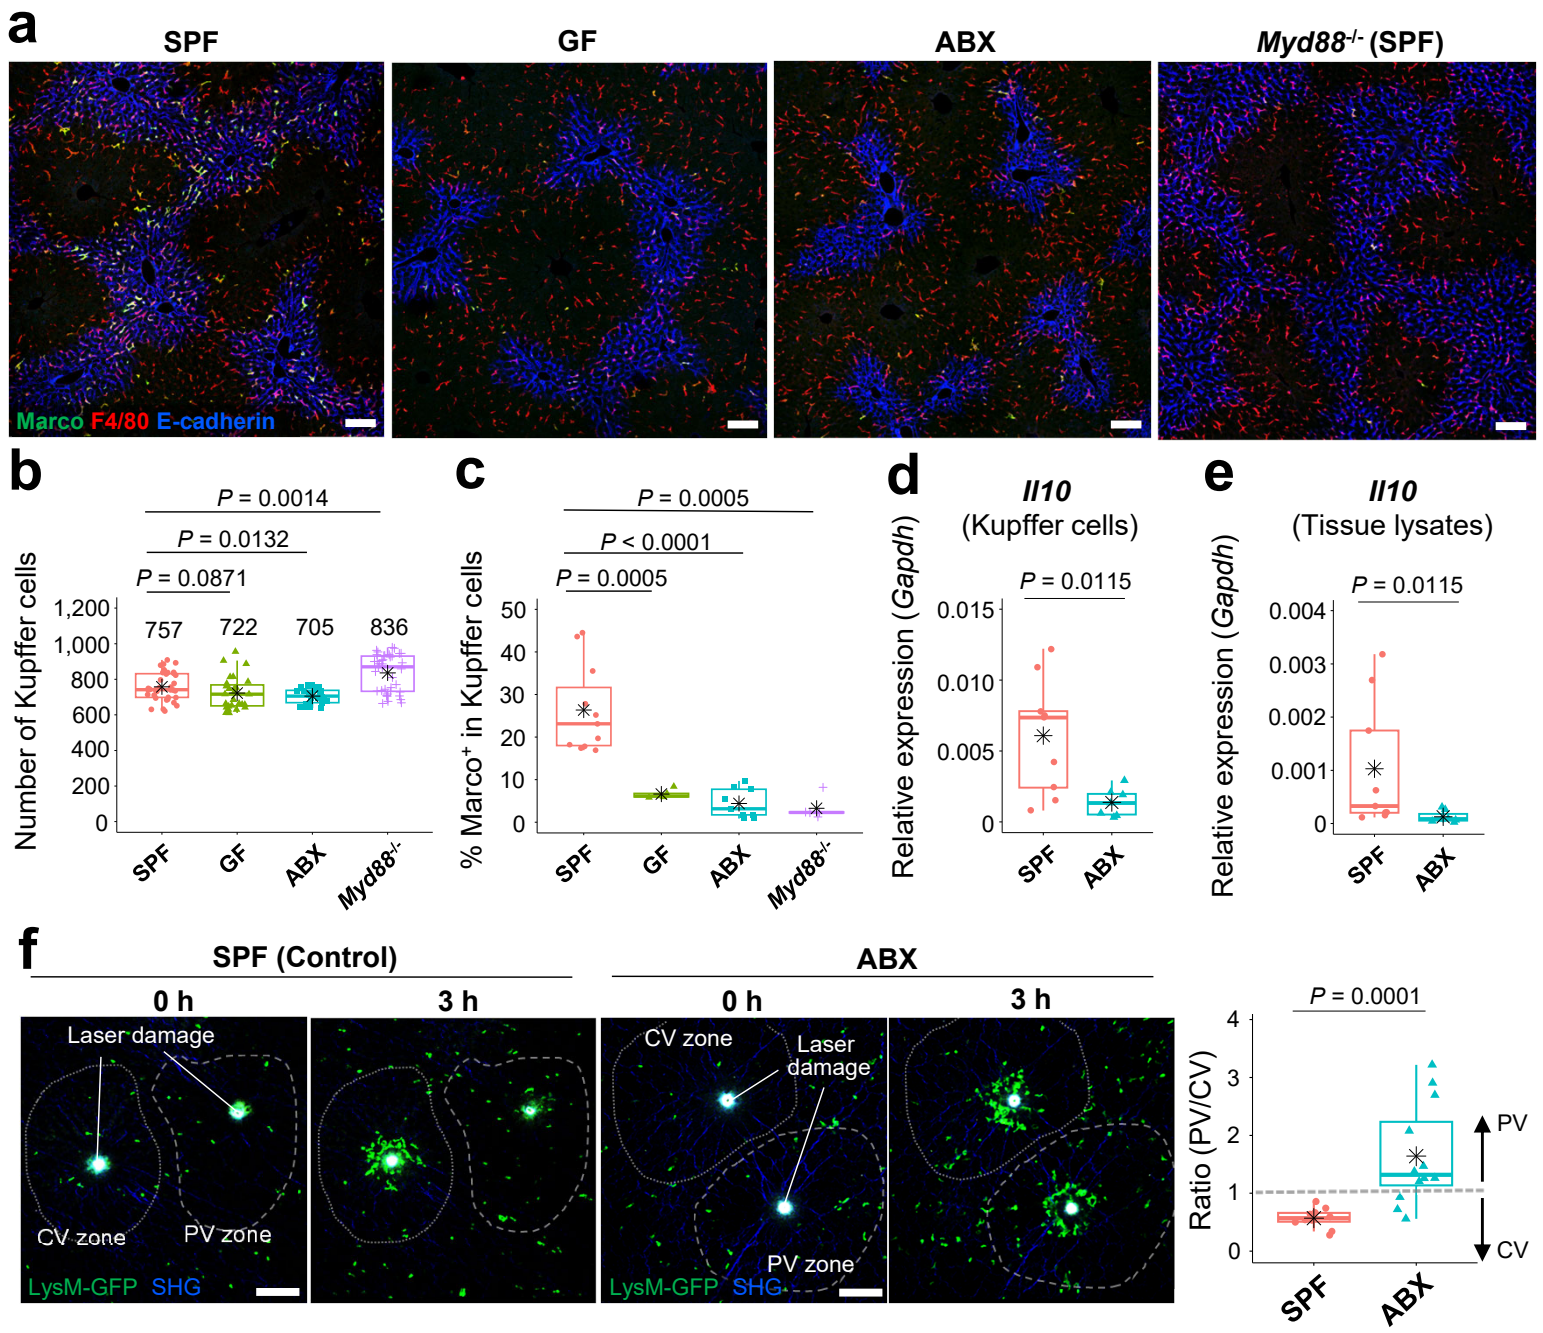 a
SPF
GF
ABX
Myd88-/- (SPF)
Marco F4/80 E-cadherin
b
Number of Kupffer cells
P = 0.0014
P = 0.0132
P = 0.0871
1,200
1,000
800
600
400
200
0
757
722
705
836
SPF
GF
ABX
Myd88-/-
c
% Marco+ in Kupffer cells
P = 0.0005
P < 0.0001
P = 0.0005
50
40
30
20
10
0
SPF
GF
ABX
Myd88-/-
d
Il10
(Kupffer cells)
Relative expression (Gapdh)
P = 0.0115
0.015
0.010
0.005
0
SPF
ABX
e
Il10
(Tissue lysates)
Relative expression (Gapdh)
P = 0.0115
0.004
0.003
0.002
0.001
0
SPF
ABX
f
SPF (Control)
0 h
3 h
Laser damage
CV zone
PV zone
LysM-GFP SHG
ABX
0 h
3 h
CV zone
Laser
damage
PV zone
LysM-GFP SHG
Ratio (PV/CV)
P = 0.0001
4
3
2
1
0
PV
CV
SPF
ABX